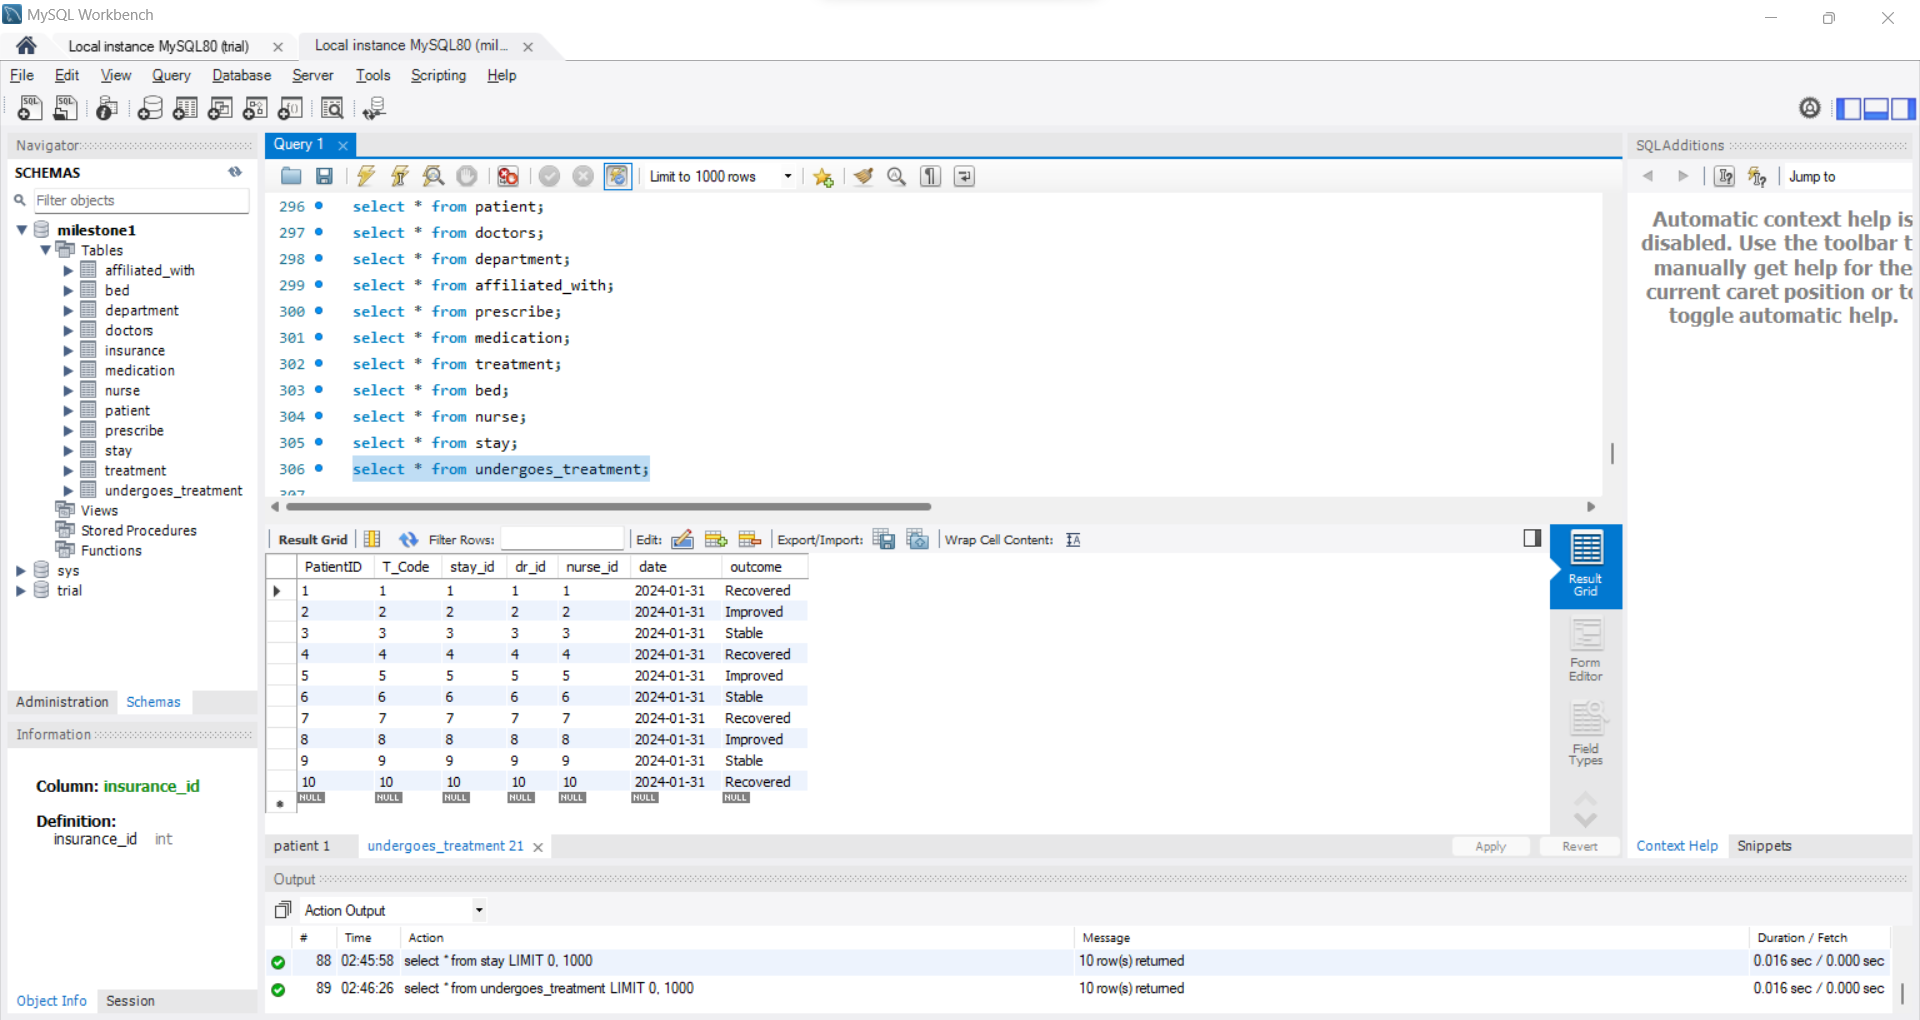 MySQL Workbench
Local instance MySQL80 (trial)
Local instance MySQL80 (mil...
File Edit View Query Database Server Tools Scripting Help
Navigator
SCHEMAS
Filter objects
milestone1
Tables
affiliated_with
bed
department
doctors
insurance
medication
nurse
patient
prescribe
stay
treatment
undergoes_treatment
Views
Stored Procedures
Functions
sys
trial
Administration Schemas
Information
Column: insurance_id
Definition:
insurance_id int
Object Info Session
Query 1
Limit to 1000 rows
296 select * from patient;
297 select * from doctors;
298 select * from department;
299 select * from affiliated_with;
300 select * from prescribe;
301 select * from medication;
302 select * from treatment;
303 select * from bed;
304 select * from nurse;
305 select * from stay;
306 select * from undergoes_treatment;
307
Result Grid Filter Rows: Edit: Export/Import: Wrap Cell Content:
PatientID T_Code stay_id dr_id nurse_id date outcome
1 1 1 1 1 2024-01-31 Recovered
2 2 2 2 2 2024-01-31 Improved
3 3 3 3 3 2024-01-31 Stable
4 4 4 4 4 2024-01-31 Recovered
5 5 5 5 5 2024-01-31 Improved
6 6 6 6 6 2024-01-31 Stable
7 7 7 7 7 2024-01-31 Recovered
8 8 8 8 8 2024-01-31 Improved
9 9 9 9 9 2024-01-31 Stable
10 10 10 10 10 2024-01-31 Recovered
NULL NULL NULL NULL NULL NULL NULL
Result
Grid
Form
Editor
Field
Types
patient 1 undergoes_treatment 21
Apply Revert
Output
Action Output
# Time Action Message Duration / Fetch
88 02:45:58 select * from stay LIMIT 0, 1000 10 row(s) returned 0.016 sec / 0.000 sec
89 02:46:26 select * from undergoes_treatment LIMIT 0, 1000 10 row(s) returned 0.016 sec / 0.000 sec
SQLAdditions
Jump to
Automatic context help is
disabled. Use the toolbar t
manually get help for the
current caret position or to
toggle automatic help.
Context Help Snippets